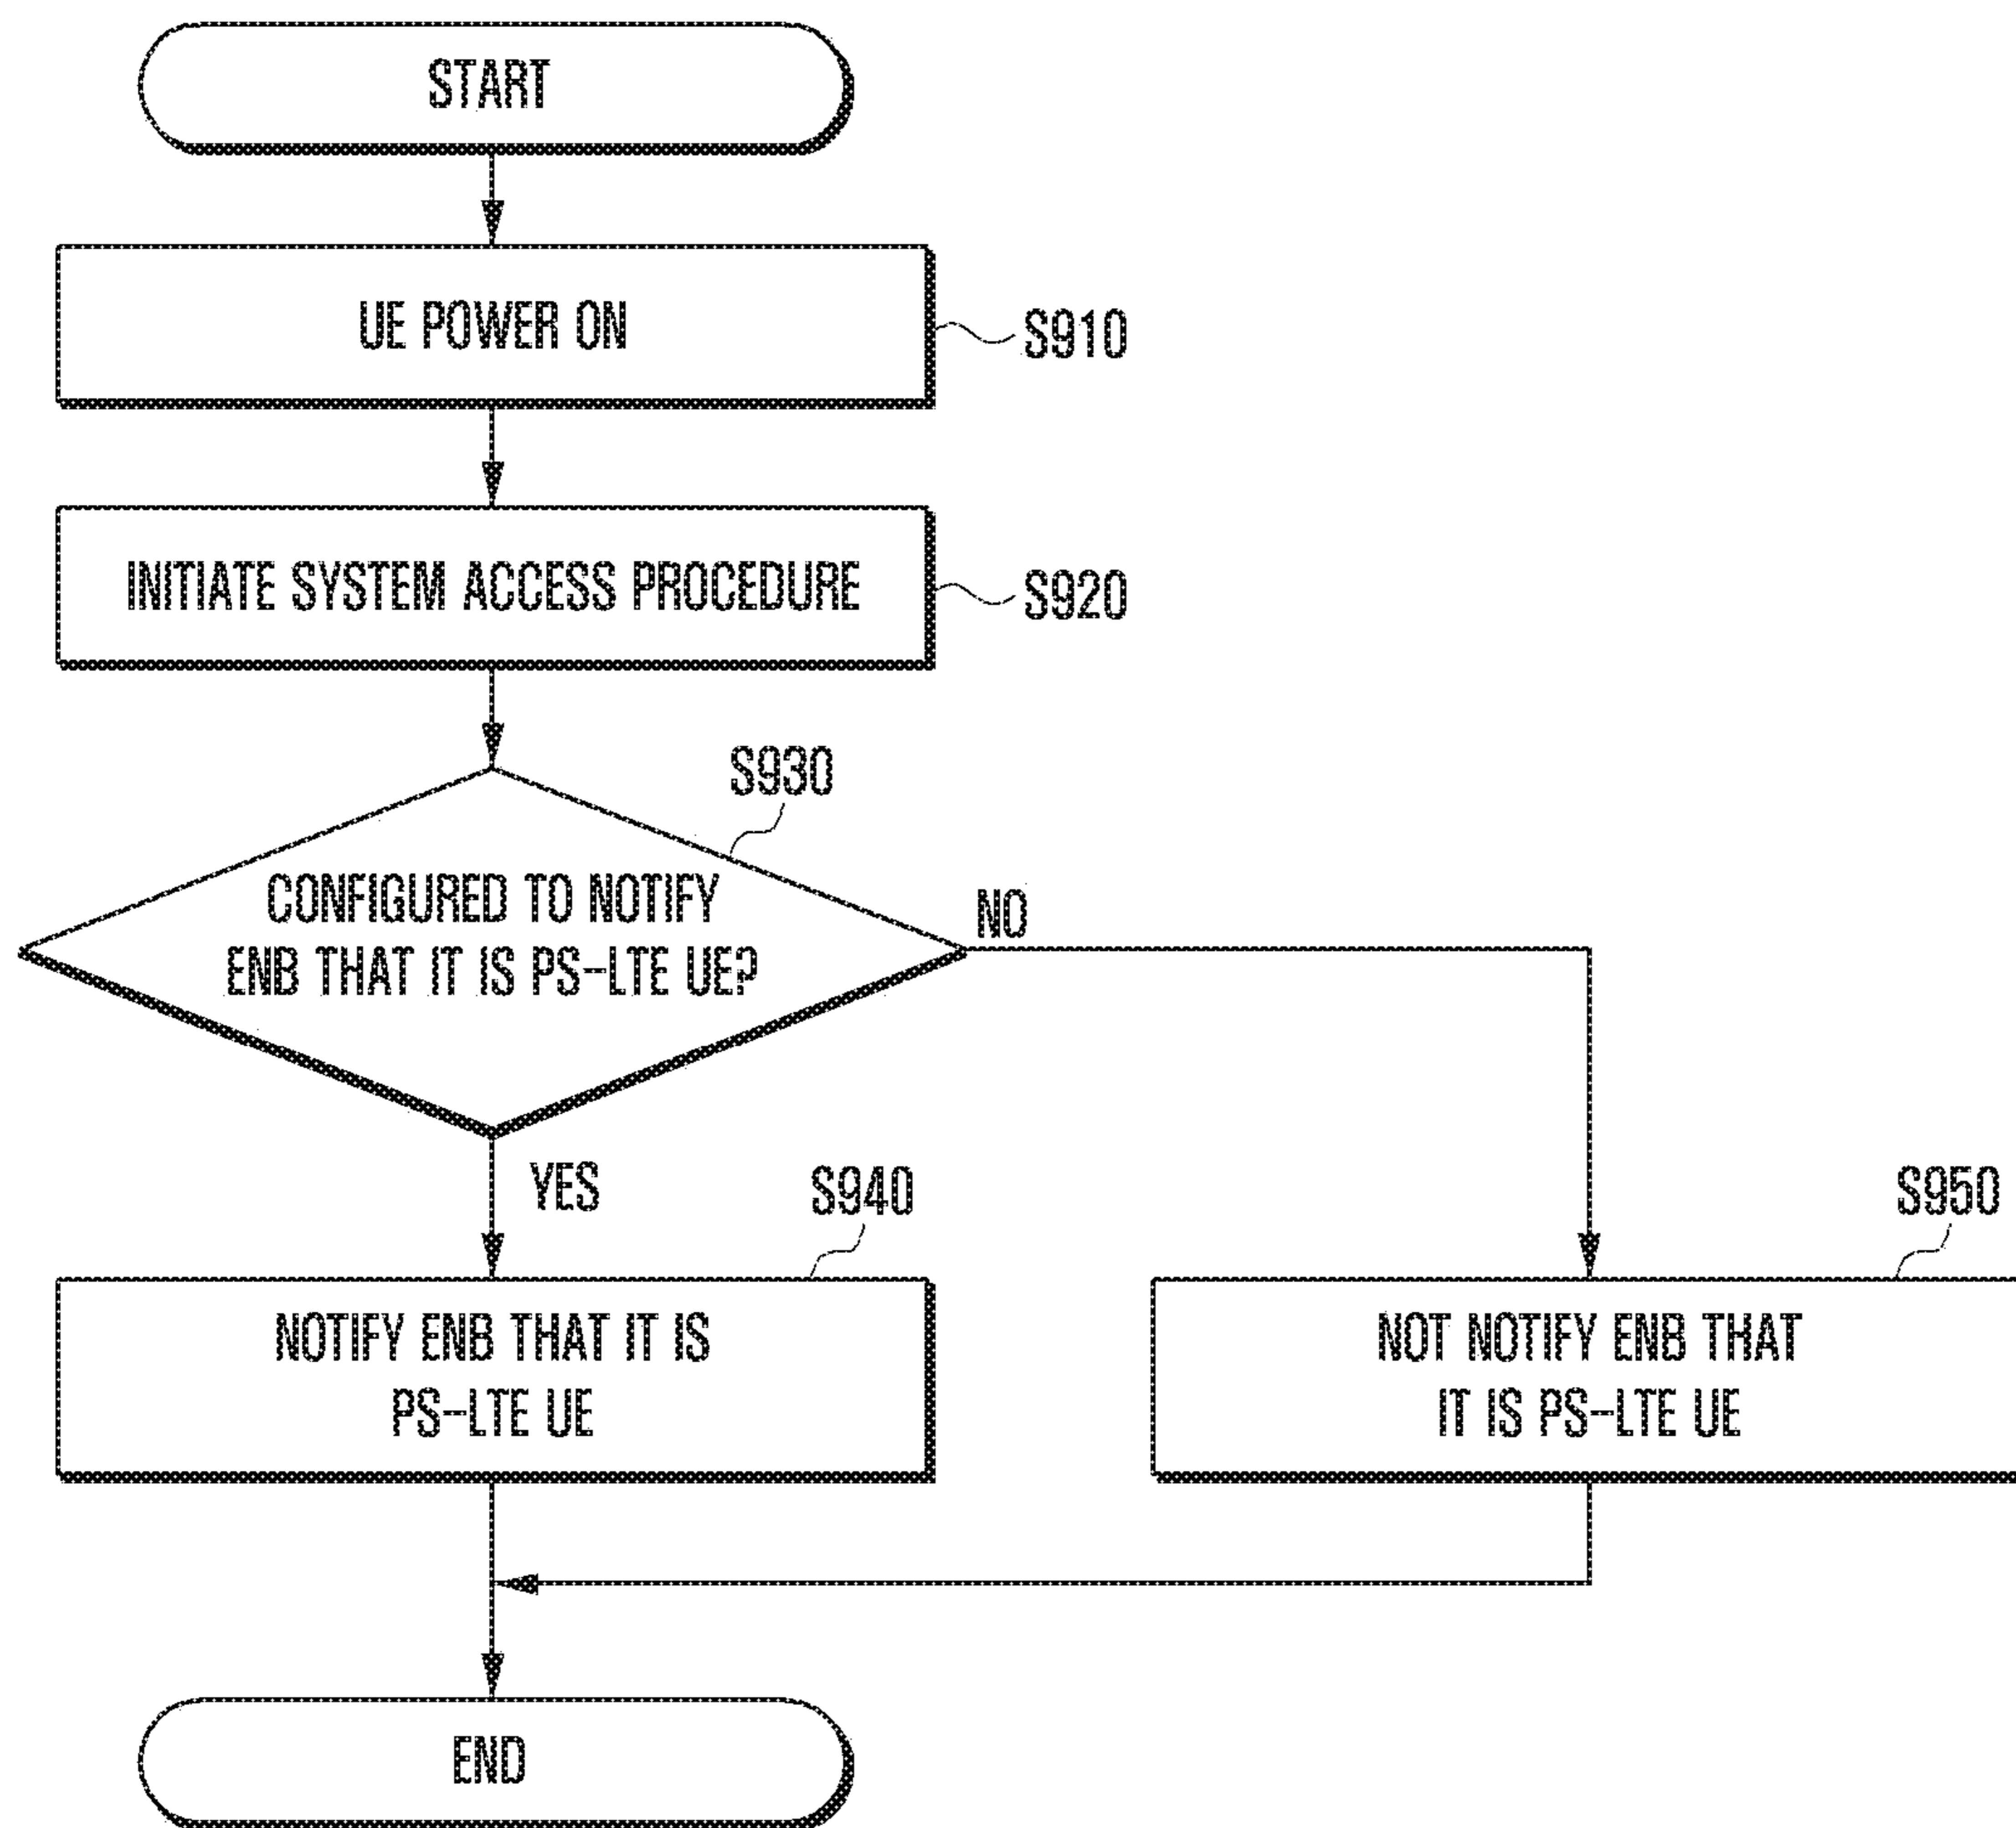 START
UE POWER ON
S910
INITIATE SYSTEM ACCESS PROCEDURE
S920
S930
CONFIGURED TO NOTIFY
ENB THAT IT IS PS-LTE UE?
NO
YES
S940
S950
NOTIFY ENB THAT IT IS
PS-LTE UE
NOT NOTIFY ENB THAT
IT IS PS-LTE UE
END